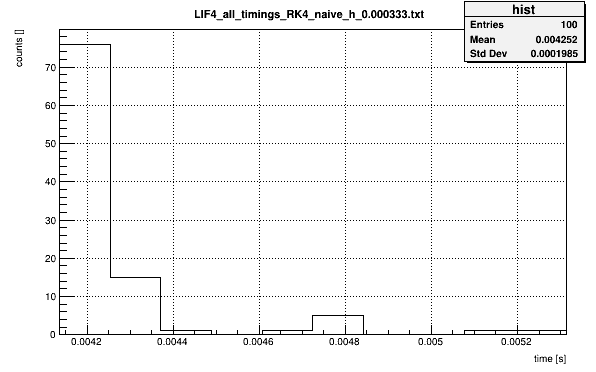 LIF4_all_timings_RK4_naive_h_0.000333.txt
hist
Entries 100
Mean 0.004252
Std Dev 0.0001985
counts []
70
60
50
40
30
20
10
0
0.0042 0.0044 0.0046 0.0048 0.005 0.0052
time [s]